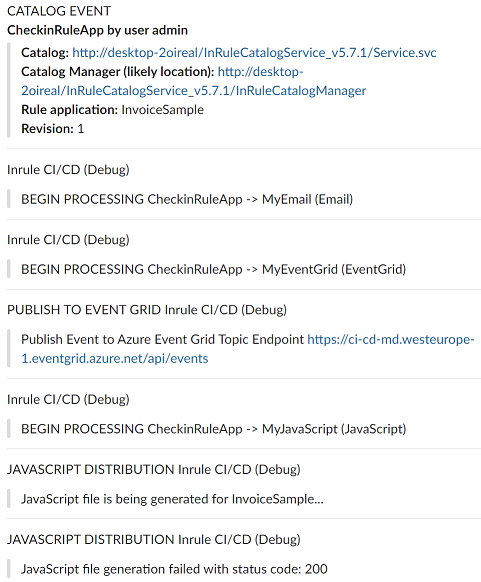 CATALOG EVENT
CheckinRuleApp by user admin
Catalog: http://desktop-2oireal/InRuleCatalogService_v5.7.1/Service.svc
Catalog Manager (likely location): http://desktop-
2oireal/InRuleCatalogService_v5.7.1/InRuleCatalogManager
Rule application: InvoiceSample
Revision: 1
Inrule CI/CD (Debug)
BEGIN PROCESSING CheckinRuleApp -> MyEmail (Email)
Inrule CI/CD (Debug)
BEGIN PROCESSING CheckinRuleApp -> MyEventGrid (EventGrid)
PUBLISH TO EVENT GRID Inrule CI/CD (Debug)
Publish Event to Azure Event Grid Topic Endpoint https://ci-cd-md.westeurope-
1.eventgrid.azure.net/api/events
Inrule CI/CD (Debug)
BEGIN PROCESSING CheckinRuleApp -> MyJavaScript (JavaScript)
JAVASCRIPT DISTRIBUTION Inrule CI/CD (Debug)
JavaScript file is being generated for InvoiceSample...
JAVASCRIPT DISTRIBUTION Inrule CI/CD (Debug)
JavaScript file generation failed with status code: 200